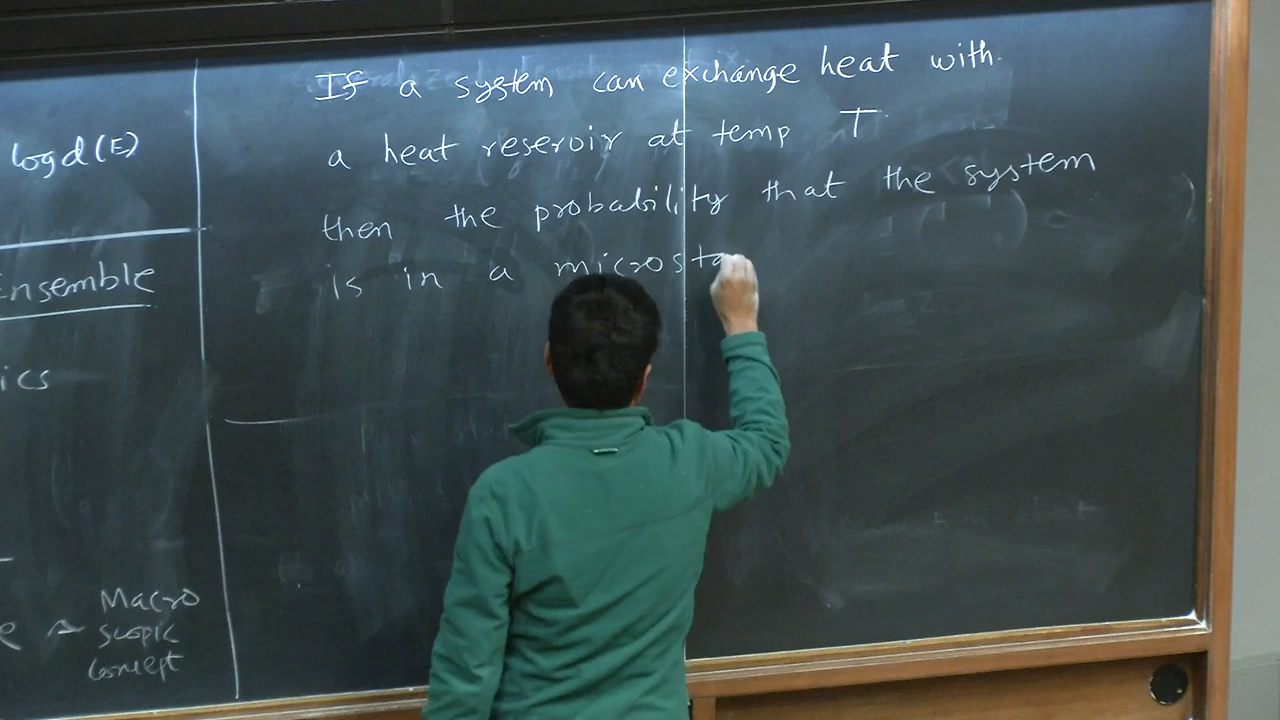 log d(E)
Ensemble
ics
Macro
scopic
concept
If a system can exchange heat with
a heat reservoir at temp T
then the probability that the system
is in a microsta